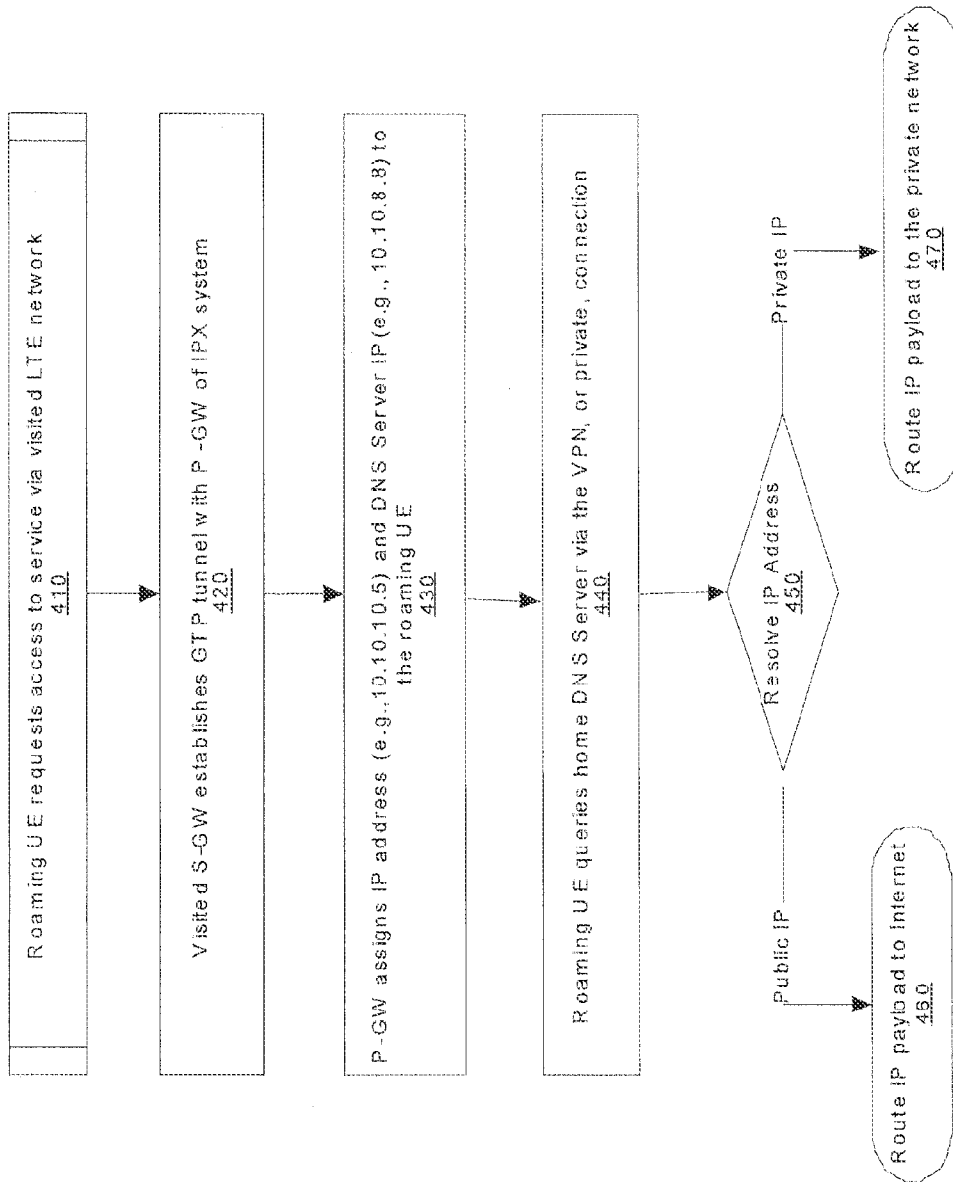 Roaming UE requests access to service via visited LTE network
410
Visited S-GW establishes GTP tunnel with P-GW of IPX system
420
P-GW assigns IP address (e.g., 10.10.10.5) and DNS Server IP (e.g., 10.10.8.8) to
the roaming UE
430
Roaming UE queries home DNS Server via the VPN, or private, connection
440
Resolve IP Address
450
Public IP
Private IP
Route IP payload to Internet
460
Route IP payload to the private network
470